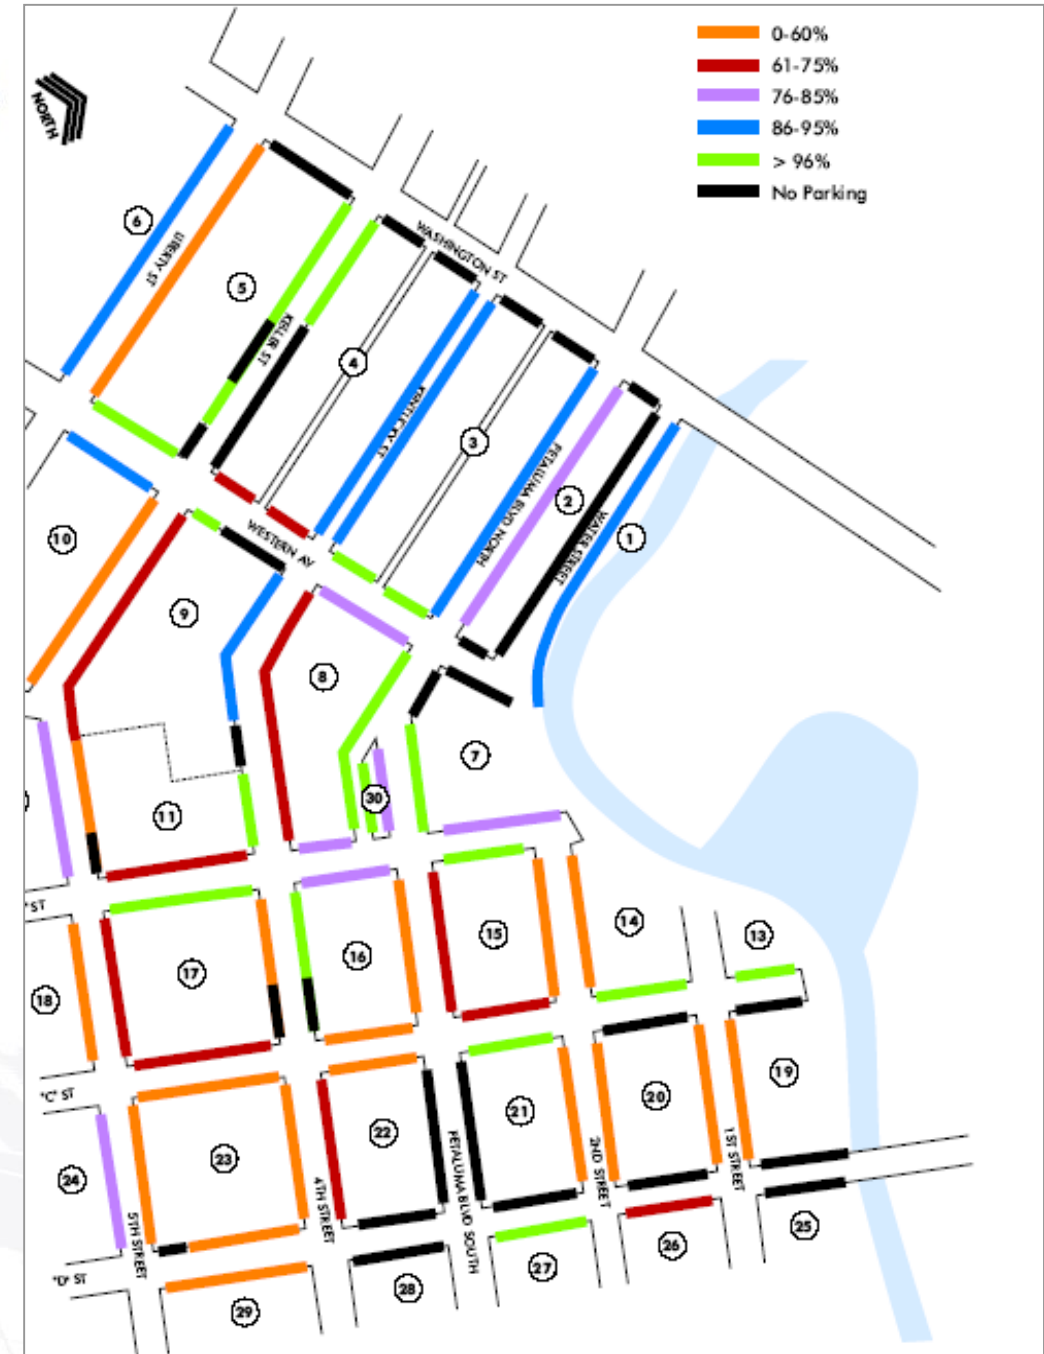 0-60%
61-75%
76-85%
86-95%
> 96%
No Parking
NORTH
WASHINGTON ST
6
LIBERTY ST
5
KELLER ST
4
KENTUCKY ST
3
PETALUMA BLVD NORTH
2
WATER STREET
1
10
WESTERN AV
9
8
7
30
11
ST
18
17
16
15
14
13
"C" ST
24
23
22
21
20
19
5TH STREET
4TH STREET
PETALUMA BLVD SOUTH
2ND STREET
1ST STREET
25
26
27
28
29
"D" ST